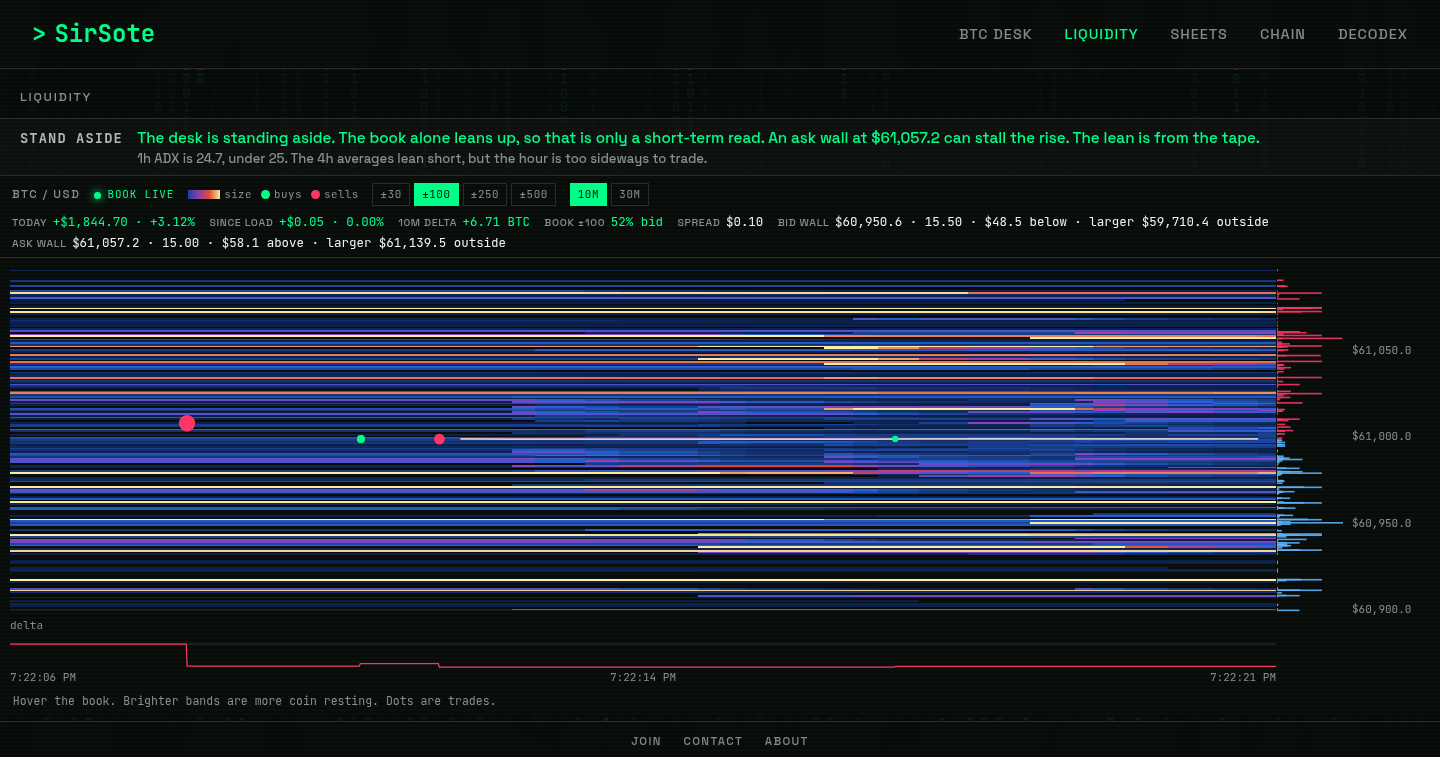 > SirSote
BTC DESK LIQUIDITY SHEETS CHAIN DECODEX
LIQUIDITY
STAND ASIDE The desk is standing aside. The book alone leans up, so that is only a short-term read. An ask wall at $61,057.2 can stall the rise. The lean is from the tape.
1h ADX is 24.7, under 25. The 4h averages lean short, but the hour is too sideways to trade.
BTC / USD BOOK LIVE size buys sells ±30 ±100 ±250 ±500 10M 30M
TODAY +$1,844.70 · +3.12% SINCE LOAD +$0.05 · 0.00% 10M DELTA +6.71 BTC BOOK ±100 52% bid SPREAD $0.10 BID WALL $60,950.6 · 15.50 · $48.5 below · larger $59,710.4 outside
ASK WALL $61,057.2 · 15.00 · $58.1 above · larger $61,139.5 outside
$61,050.0
$61,000.0
$60,950.0
$60,900.0
delta
7:22:06 PM 7:22:14 PM 7:22:21 PM
Hover the book. Brighter bands are more coin resting. Dots are trades.
JOIN CONTACT ABOUT